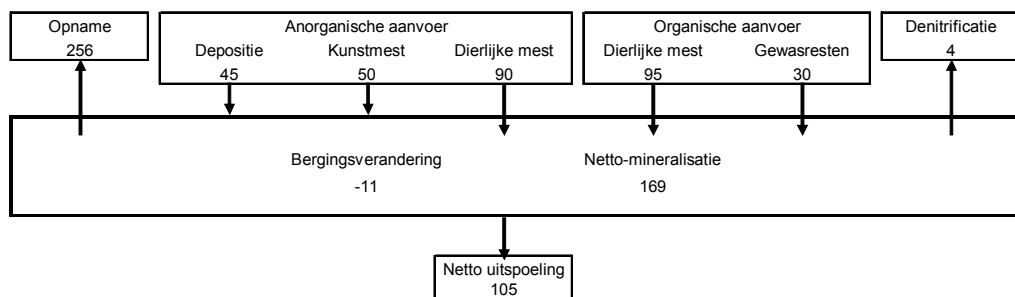 Opname
256
Anorganische aanvoer
Depositie Kunstmest Dierlijke mest
45 50 90
Organische aanvoer
Dierlijke mest Gewasresten
95 30
Denitrificatie
4
Bergingsverandering Netto-mineralisatie
-11 169
Netto uitspoeling
105